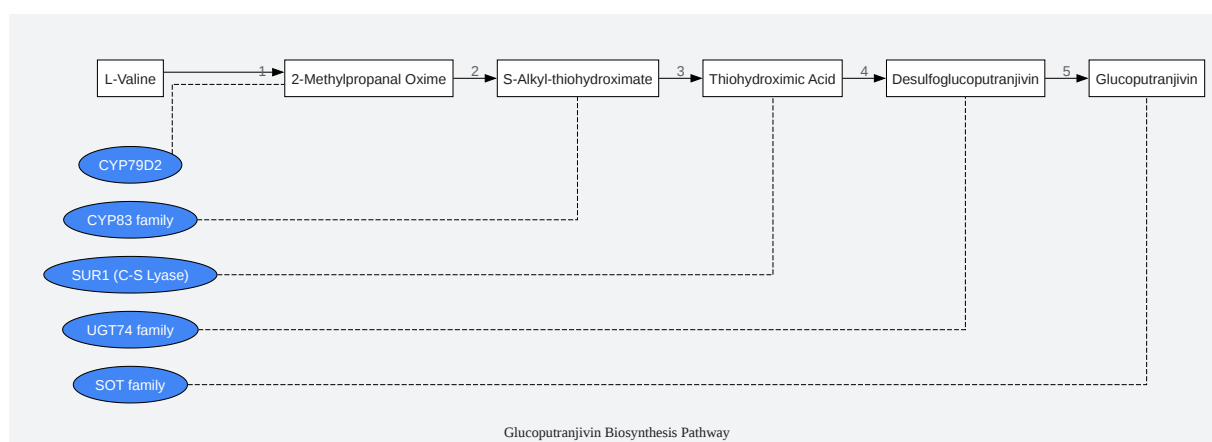 1 2 3 4 5
L-Valine 2-Methylpropanal Oxime S-Alkyl-thiohydroximate Thiohydroximic Acid Desulfoglucoputranjivin Glucoputranjivin
CYP79D2
CYP83 family
SUR1 (C-S Lyase)
UGT74 family
SOT family
Glucoputranjivin Biosynthesis Pathway